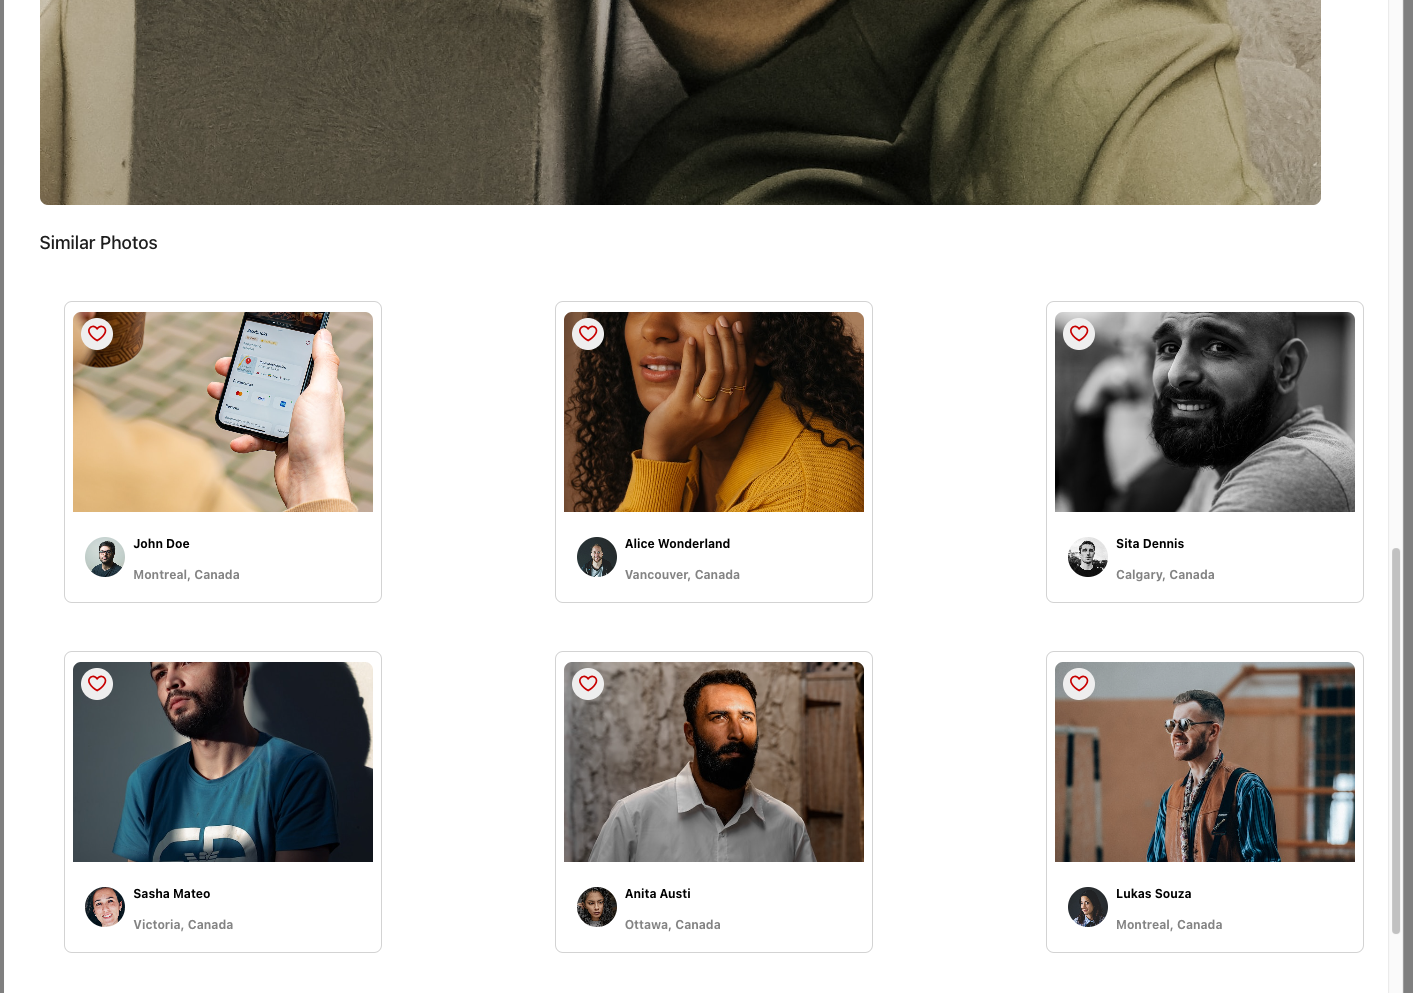 Similar Photos
John Doe
Montreal, Canada
Alice Wonderland
Vancouver, Canada
Sita Dennis
Calgary, Canada
Sasha Mateo
Victoria, Canada
Anita Austi
Ottawa, Canada
Lukas Souza
Montreal, Canada